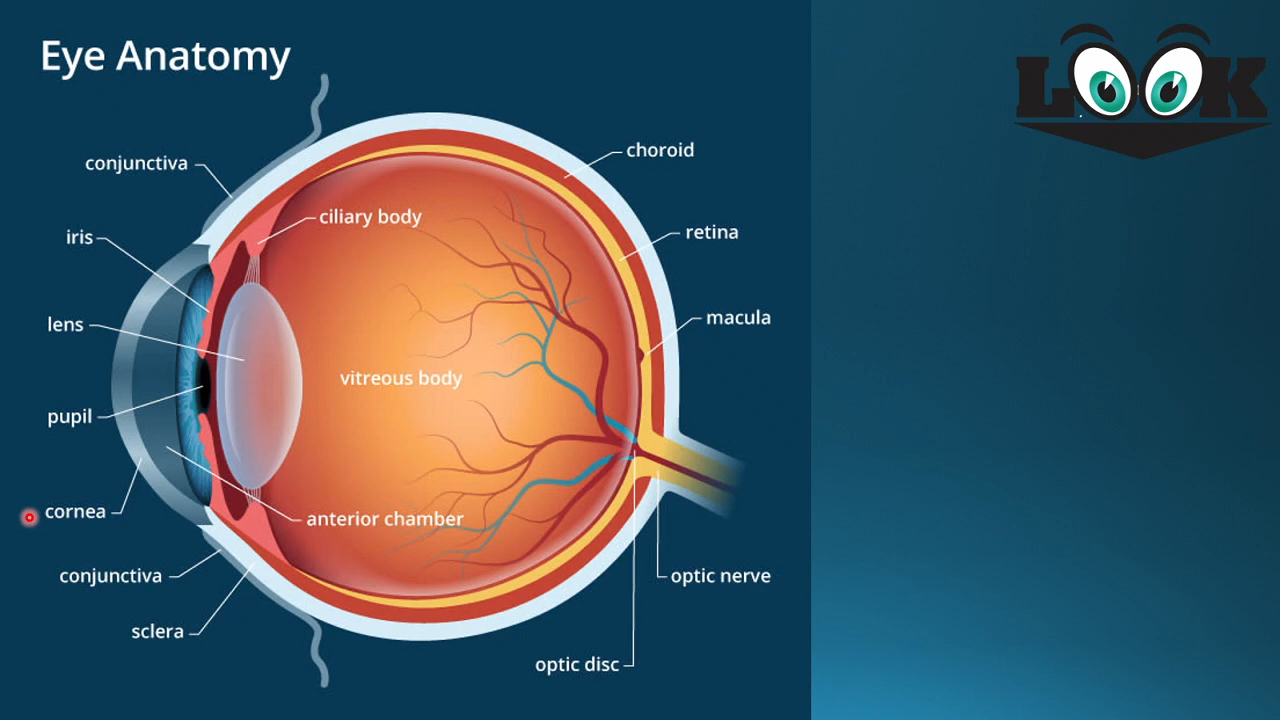 Eye Anatomy
LOOK
conjunctiva
choroid
ciliary body
iris
retina
lens
macula
vitreous body
pupil
cornea
anterior chamber
conjunctiva
optic nerve
sclera
optic disc